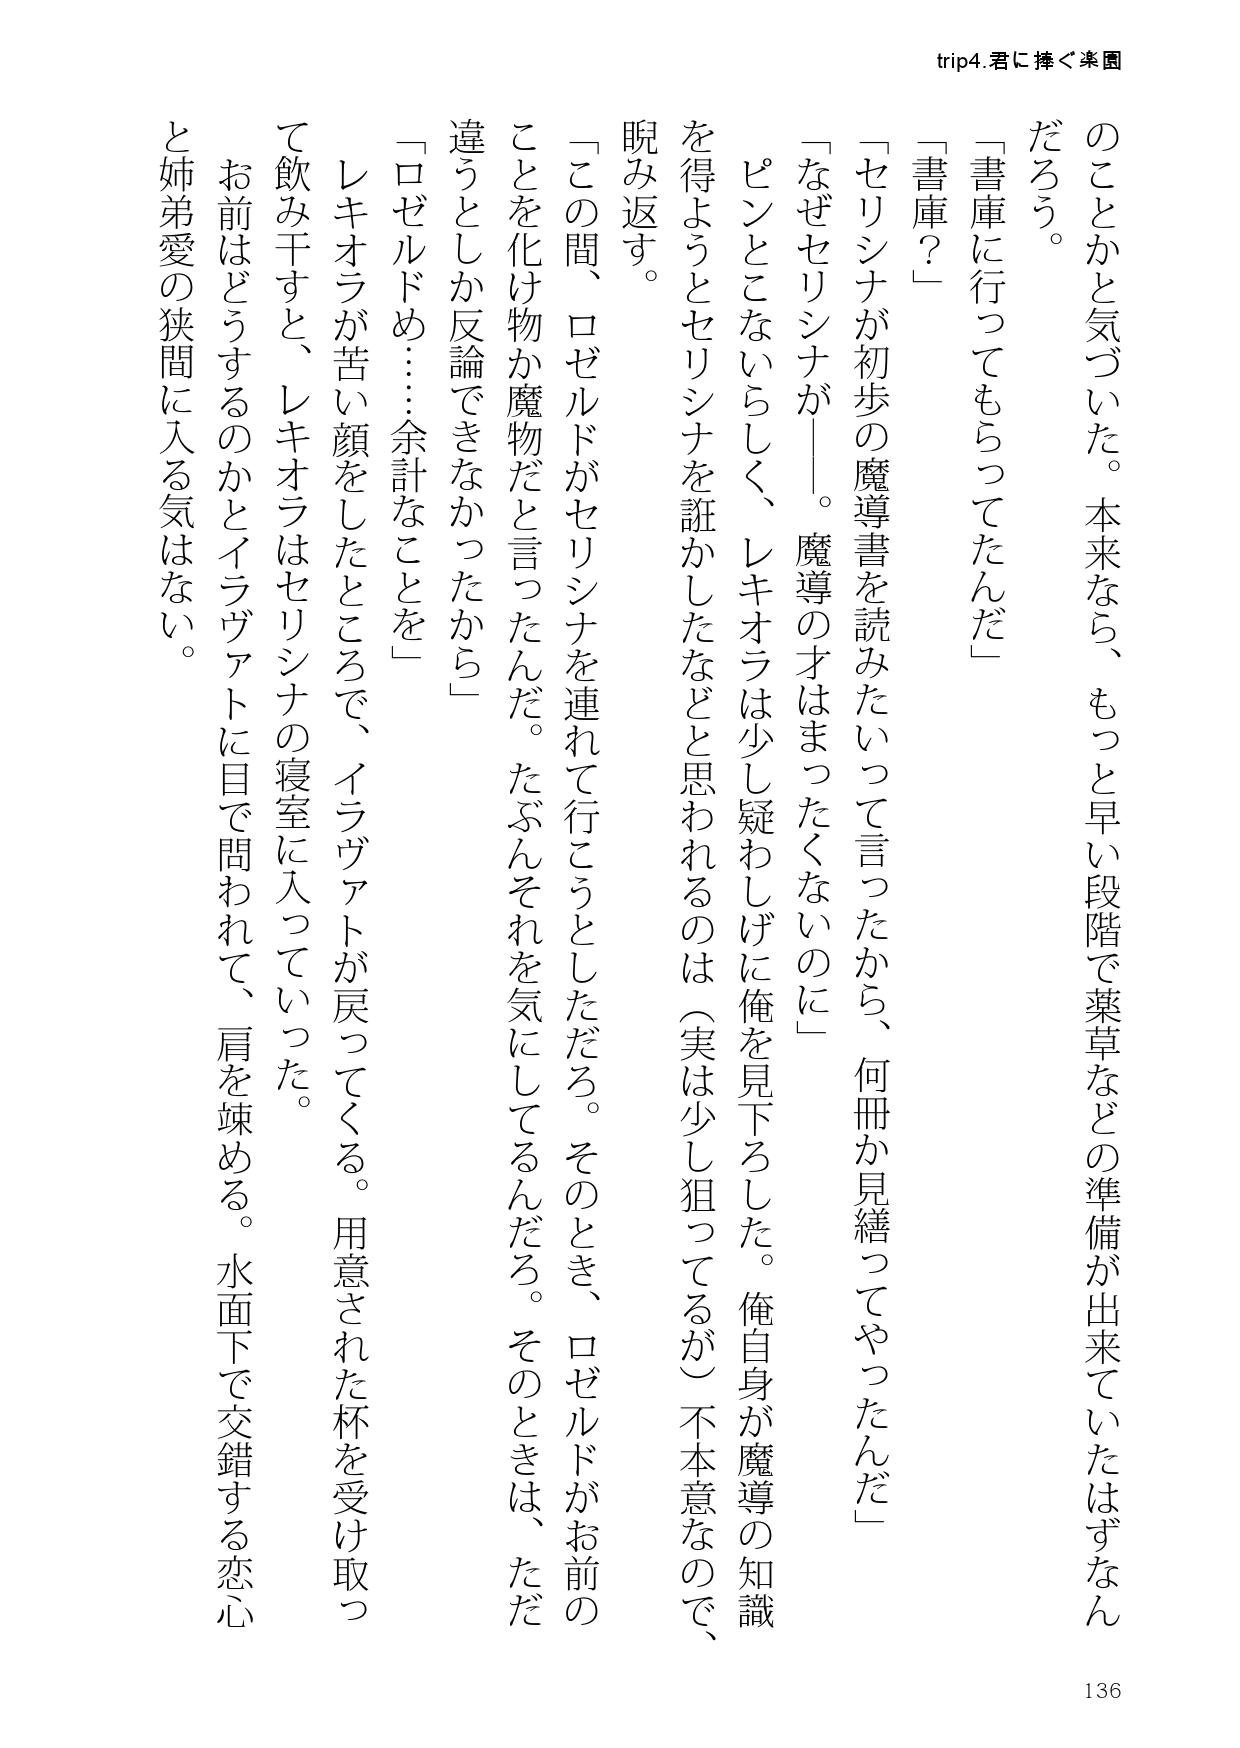 trip4.君に捧ぐ楽園
のことかと気づいた。本来なら、もっと早い段階で薬草などの準備が出来ていたはずなん
だろう。
「書庫に行ってもらってたんだ」
「書庫？」
「セリシナが初歩の魔導書を読みたいって言ったから、何冊か見繕ってやったんだ」
「なぜセリシナが――。魔導の才はまったくないのに」
　ピンとこないらしく、レキオラは少し疑わしげに俺を見下ろした。俺自身が魔導の知識
を得ようとセリシナを誑かしたなどと思われるのは（実は少し狙ってるが）不本意なので、
睨み返す。
「この間、ロゼルドがセリシナを連れて行こうとしただろ。そのとき、ロゼルドがお前の
ことを化け物か魔物だと言ったんだ。たぶんそれを気にしてるんだろ。そのときは、ただ
違うとしか反論できなかったから」
「ロゼルドめ……余計なことを」
　レキオラが苦い顔をしたところで、イラヴァトが戻ってくる。用意された杯を受け取っ
て飲み干すと、レキオラはセリシナの寝室に入っていった。
　お前はどうするのかとイラヴァトに目で問われて、肩を竦める。水面下で交錯する恋心
と姉弟愛の狭間に入る気はない。
136